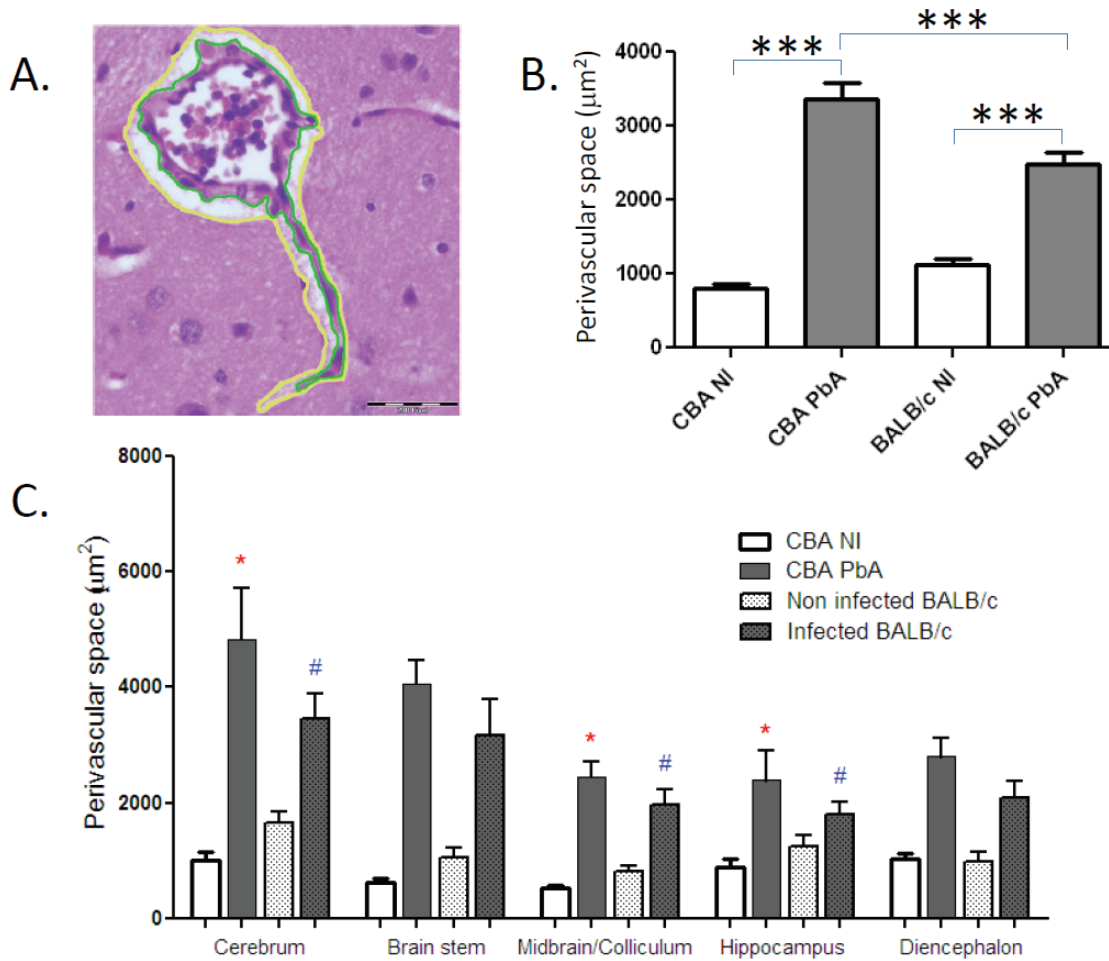 A.
B.
***
***
***
Perivascular space (μm²)
4000
3000
2000
1000
0
CBA NI
CBA PbA
BALB/c NI
BALB/c PbA
C.
Perivascular space (μm²)
8000
6000
4000
2000
0
*
#
*
#
*
#
CBA NI
CBA PbA
Non infected BALB/c
Infected BALB/c
Cerebrum
Brain stem
Midbrain/Colliculum
Hippocampus
Diencephalon